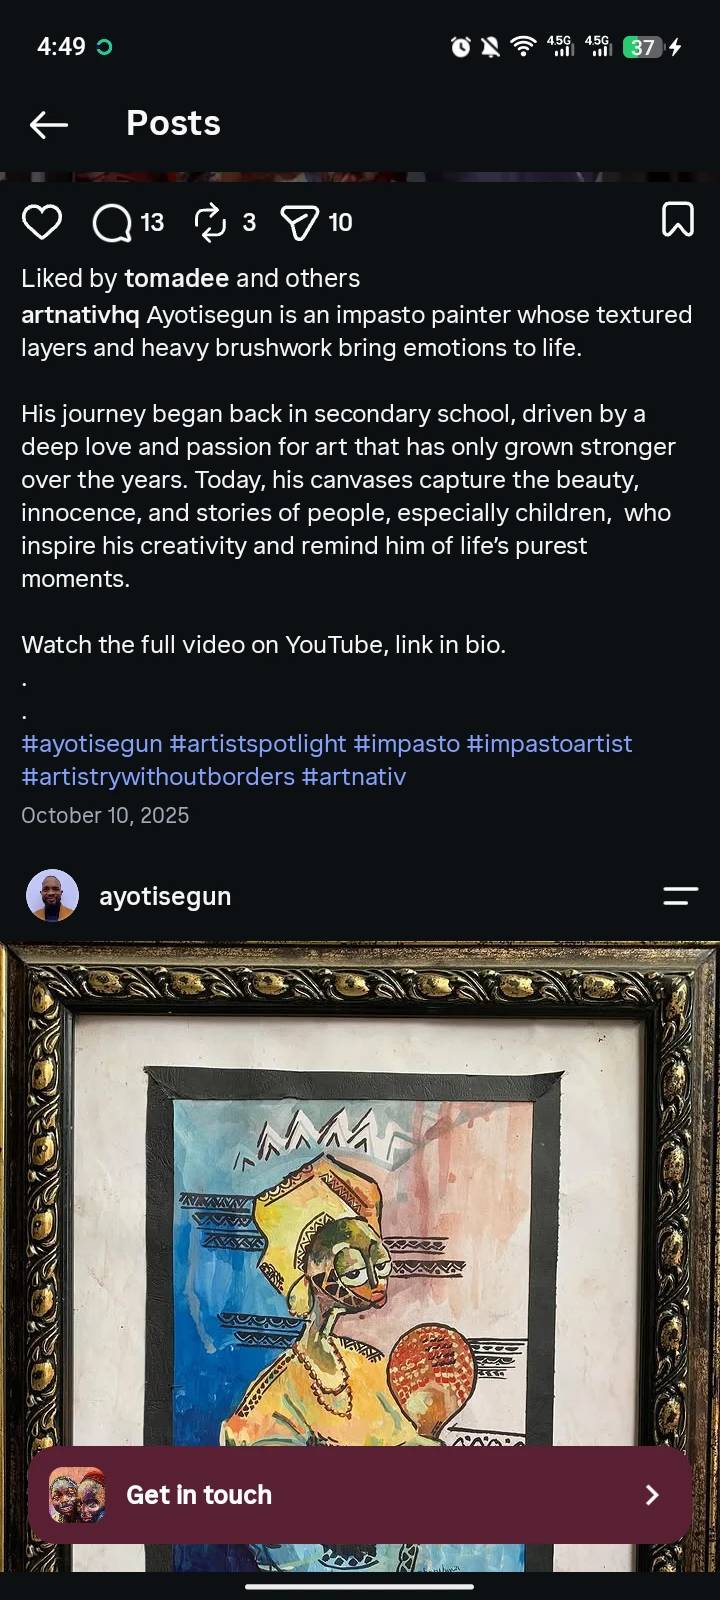 4:49
4.5G 4.5G 37
Posts
13 3 10
Liked by tomadee and others
artnativhq Ayotisegun is an impasto painter whose textured
layers and heavy brushwork bring emotions to life.
His journey began back in secondary school, driven by a
deep love and passion for art that has only grown stronger
over the years. Today, his canvases capture the beauty,
innocence, and stories of people, especially children,  who
inspire his creativity and remind him of life’s purest
moments.
Watch the full video on YouTube, link in bio.
.
.
#ayotisegun #artistspotlight #impasto #impastoartist
#artistrywithoutborders #artnativ
October 10, 2025
ayotisegun
Get in touch